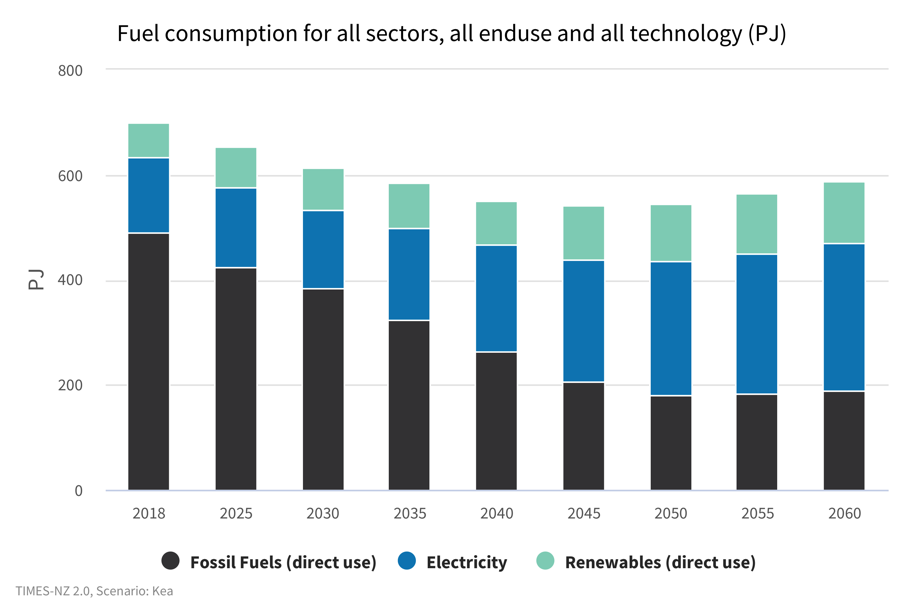 Fuel consumption for all sectors, all enduse and all technology (PJ)
800
600
400
200
0
PJ
2018 2025 2030 2035 2040 2045 2050 2055 2060
Fossil Fuels (direct use) Electricity Renewables (direct use)
TIMES-NZ 2.0, Scenario: Kea